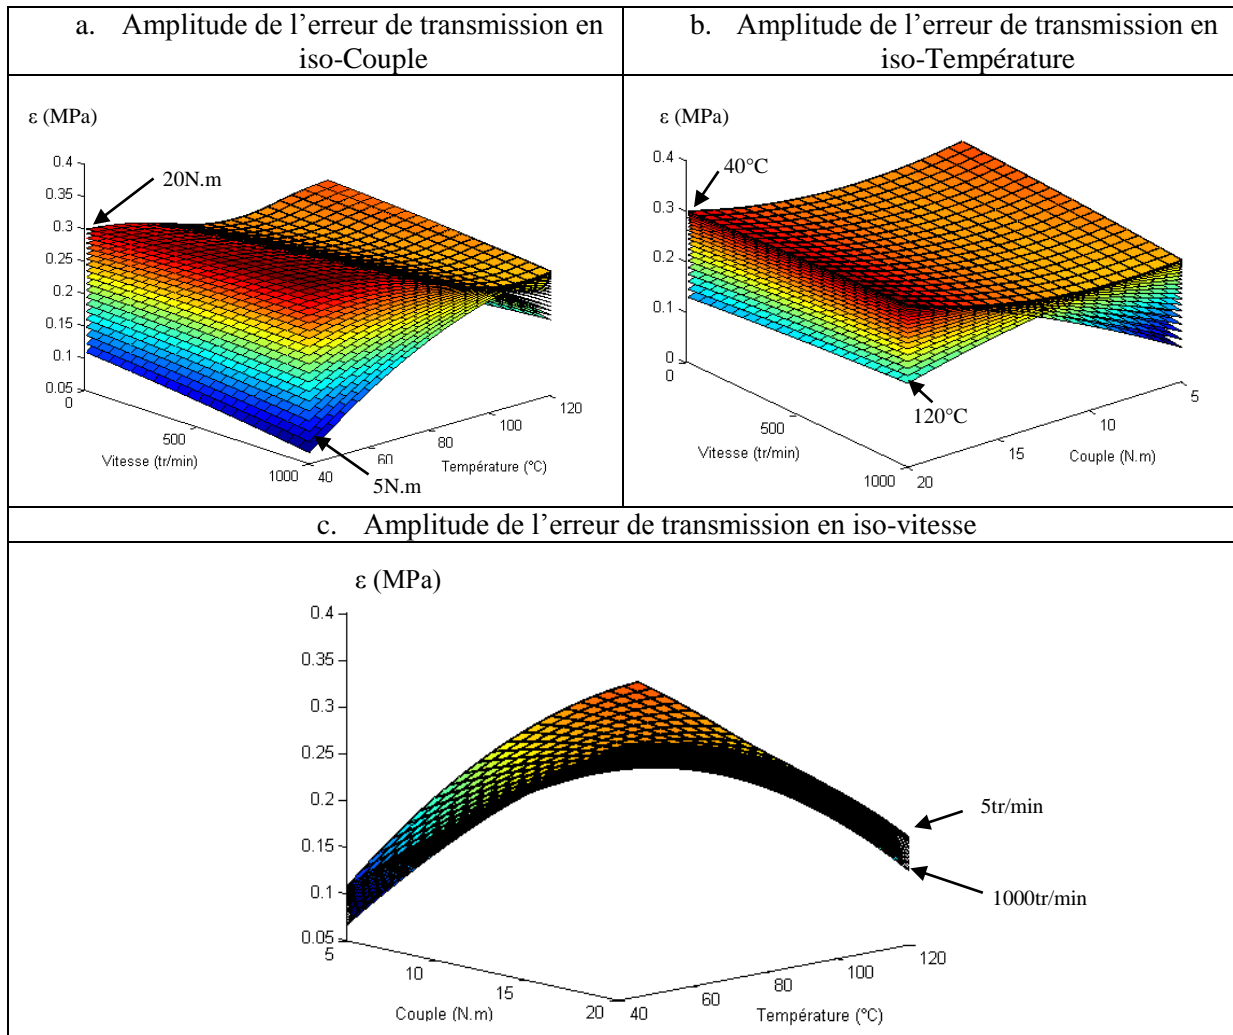 a. Amplitude de l’erreur de transmission en
iso-Couple
b. Amplitude de l’erreur de transmission en
iso-Température
ε (MPa)
0.4
0.35
0.3
0.25
0.2
0.15
0.1
0.05
0
500
1000
Vitesse (tr/min)
40
60
80
100
120
Température (°C)
20N.m
5N.m
ε (MPa)
0.4
0.3
0.2
0.1
0
0
500
1000
Vitesse (tr/min)
20
15
10
5
Couple (N.m)
40°C
120°C
c. Amplitude de l’erreur de transmission en iso-vitesse
ε (MPa)
0.4
0.35
0.3
0.25
0.2
0.15
0.1
0.05
5
10
15
20
Couple (N.m)
40
60
80
100
120
Température (°C)
5tr/min
1000tr/min